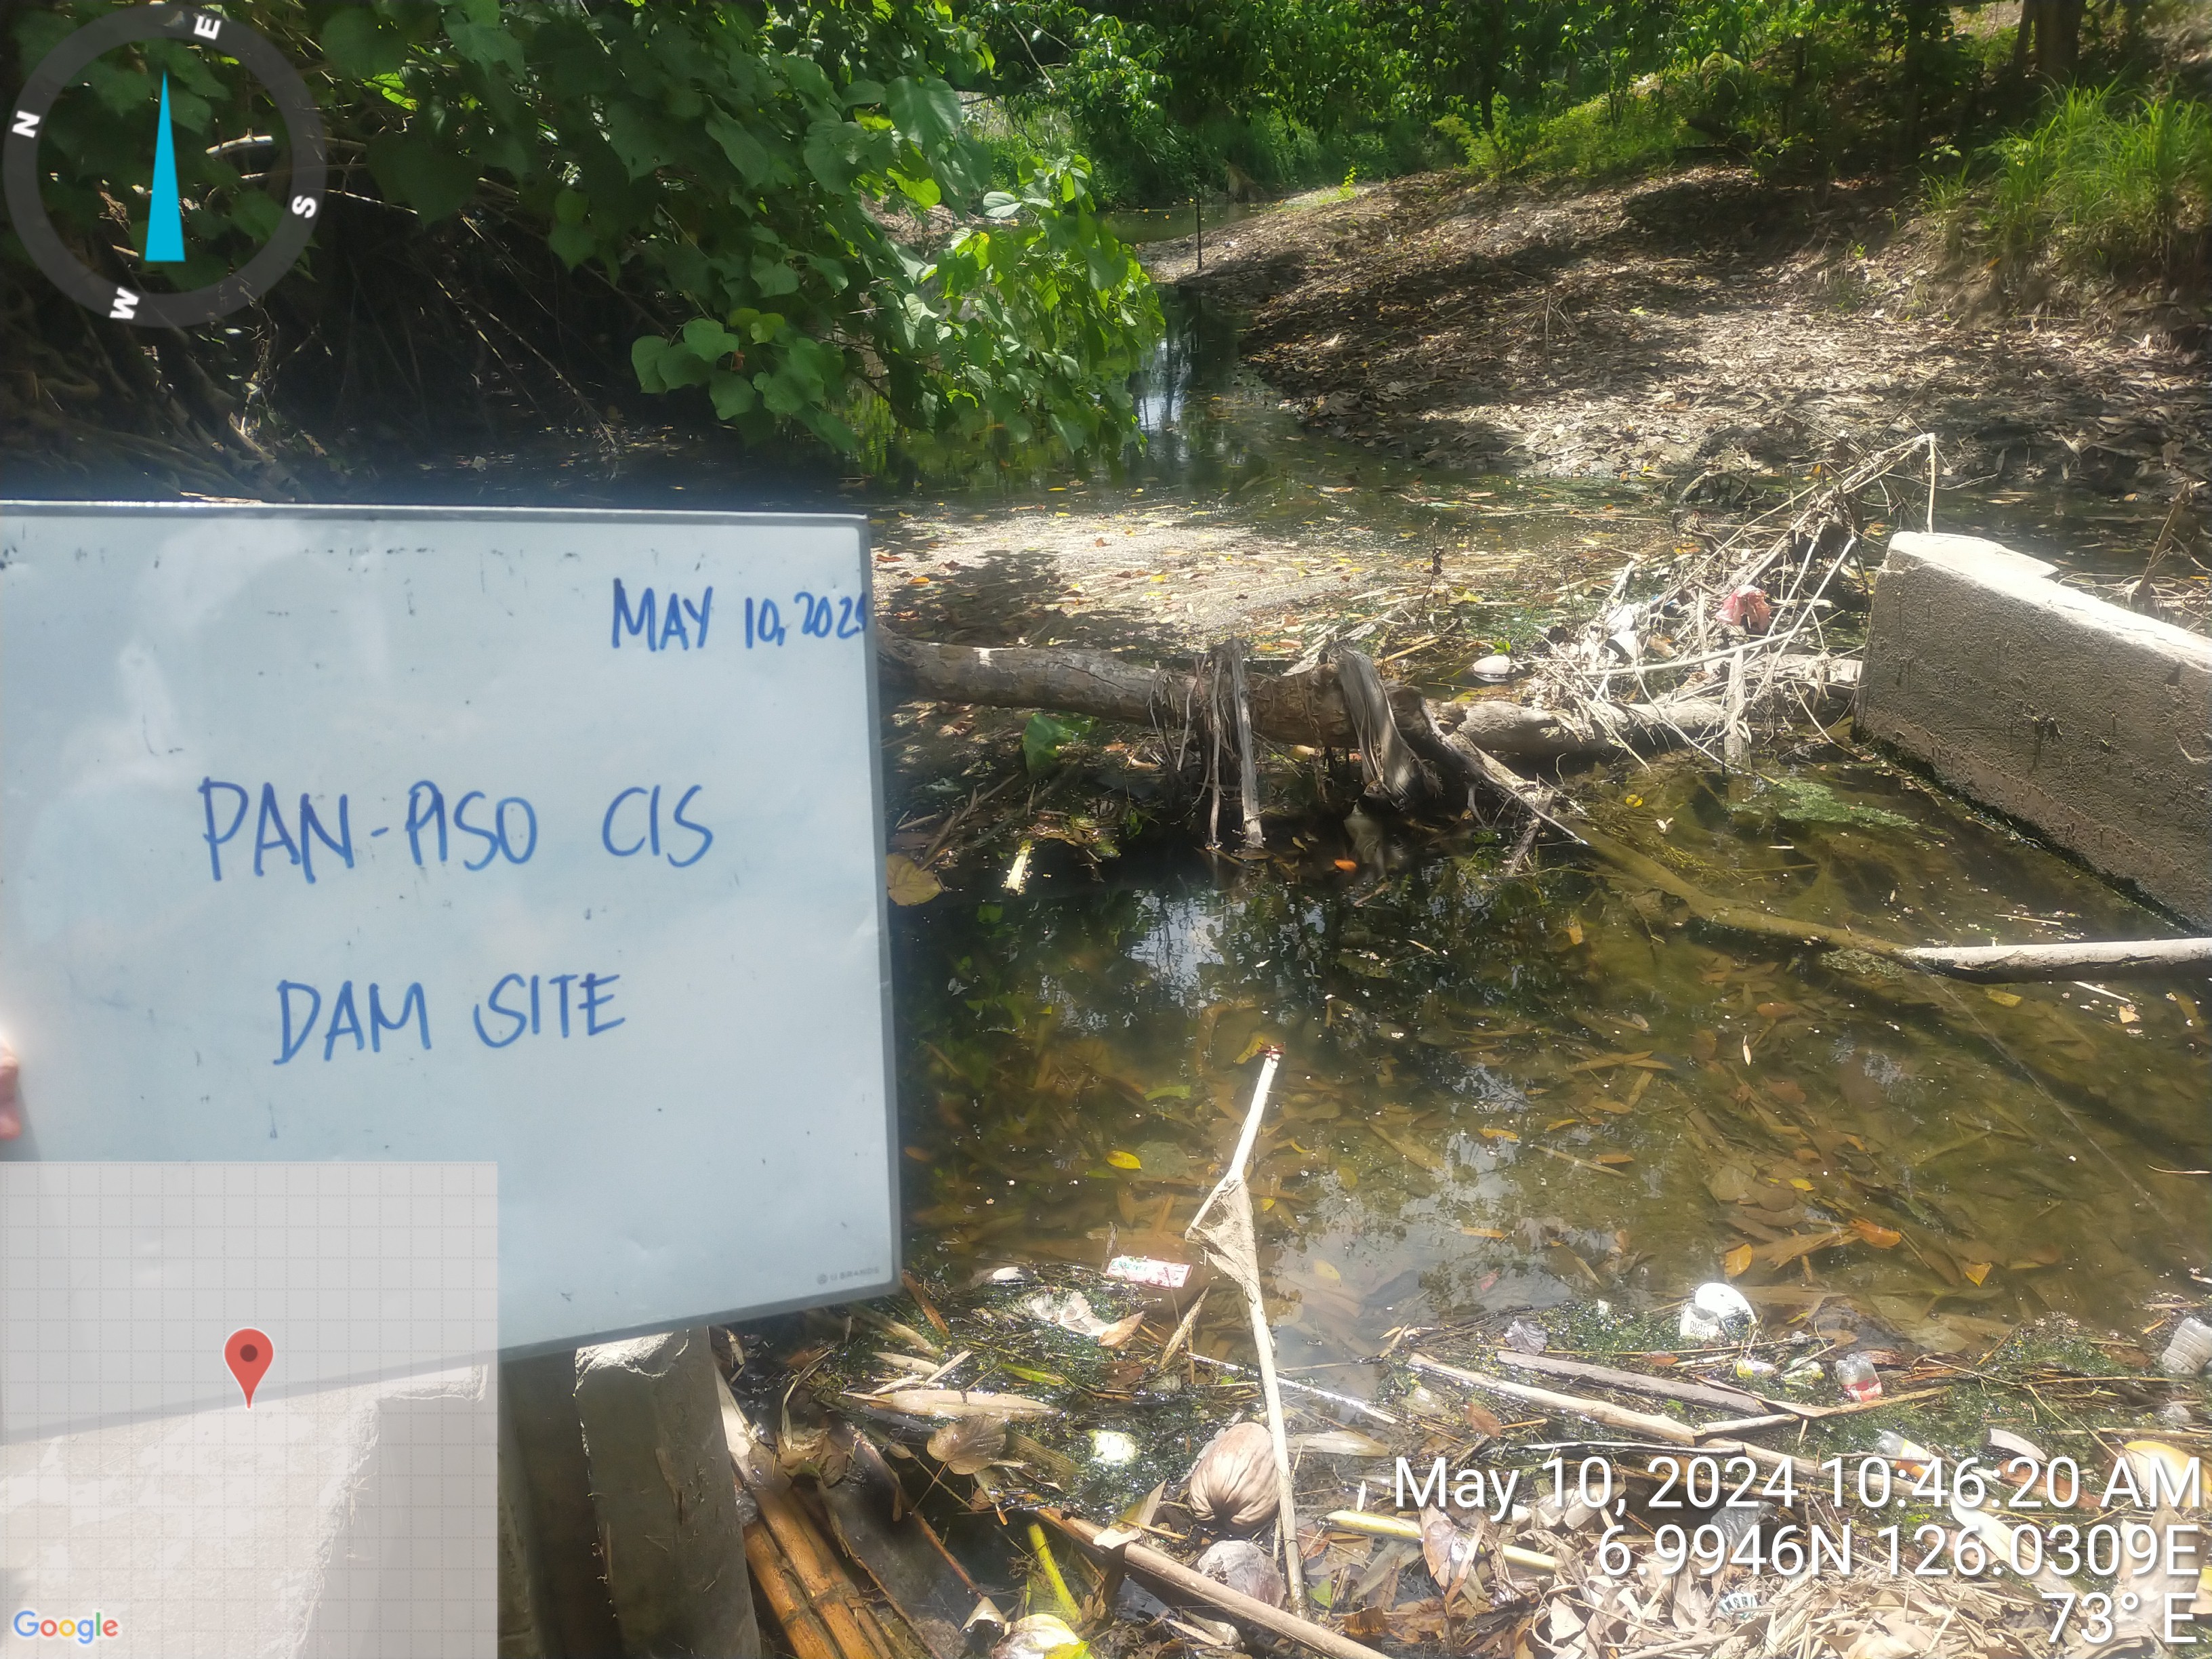 E
N
S
W
MAY 10, 2024
PAN-PISO CIS
DAM SITE
U BRANDS
Google
May 10, 2024 10:46:20 AM
6.9946N 126.0309E
73° E